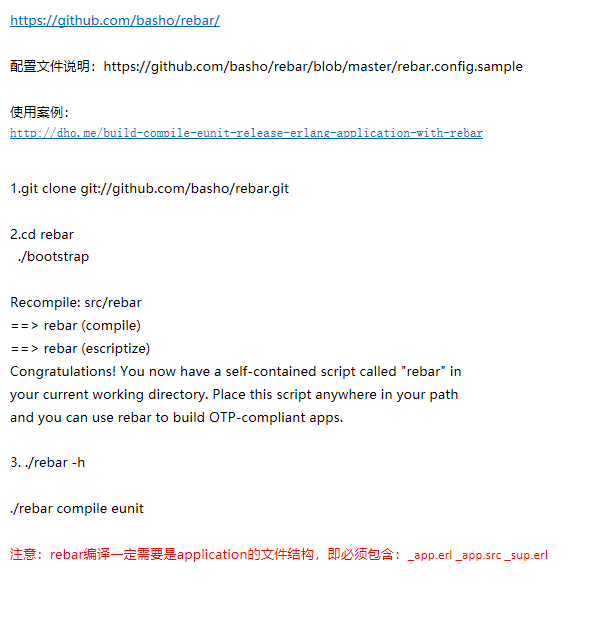 https://github.com/basho/rebar/
配置文件说明：https://github.com/basho/rebar/blob/master/rebar.config.sample
使用案例：
http://dhq.me/build-compile-eunit-release-erlang-application-with-rebar
1.git clone git://github.com/basho/rebar.git
2.cd rebar
./bootstrap
Recompile: src/rebar
==> rebar (compile)
==> rebar (escriptize)
Congratulations! You now have a self-contained script called "rebar" in
your current working directory. Place this script anywhere in your path
and you can use rebar to build OTP-compliant apps.
3. ./rebar -h
./rebar compile eunit
注意：rebar编译一定需要是application的文件结构，即必须包含：_app.erl _app.src _sup.erl